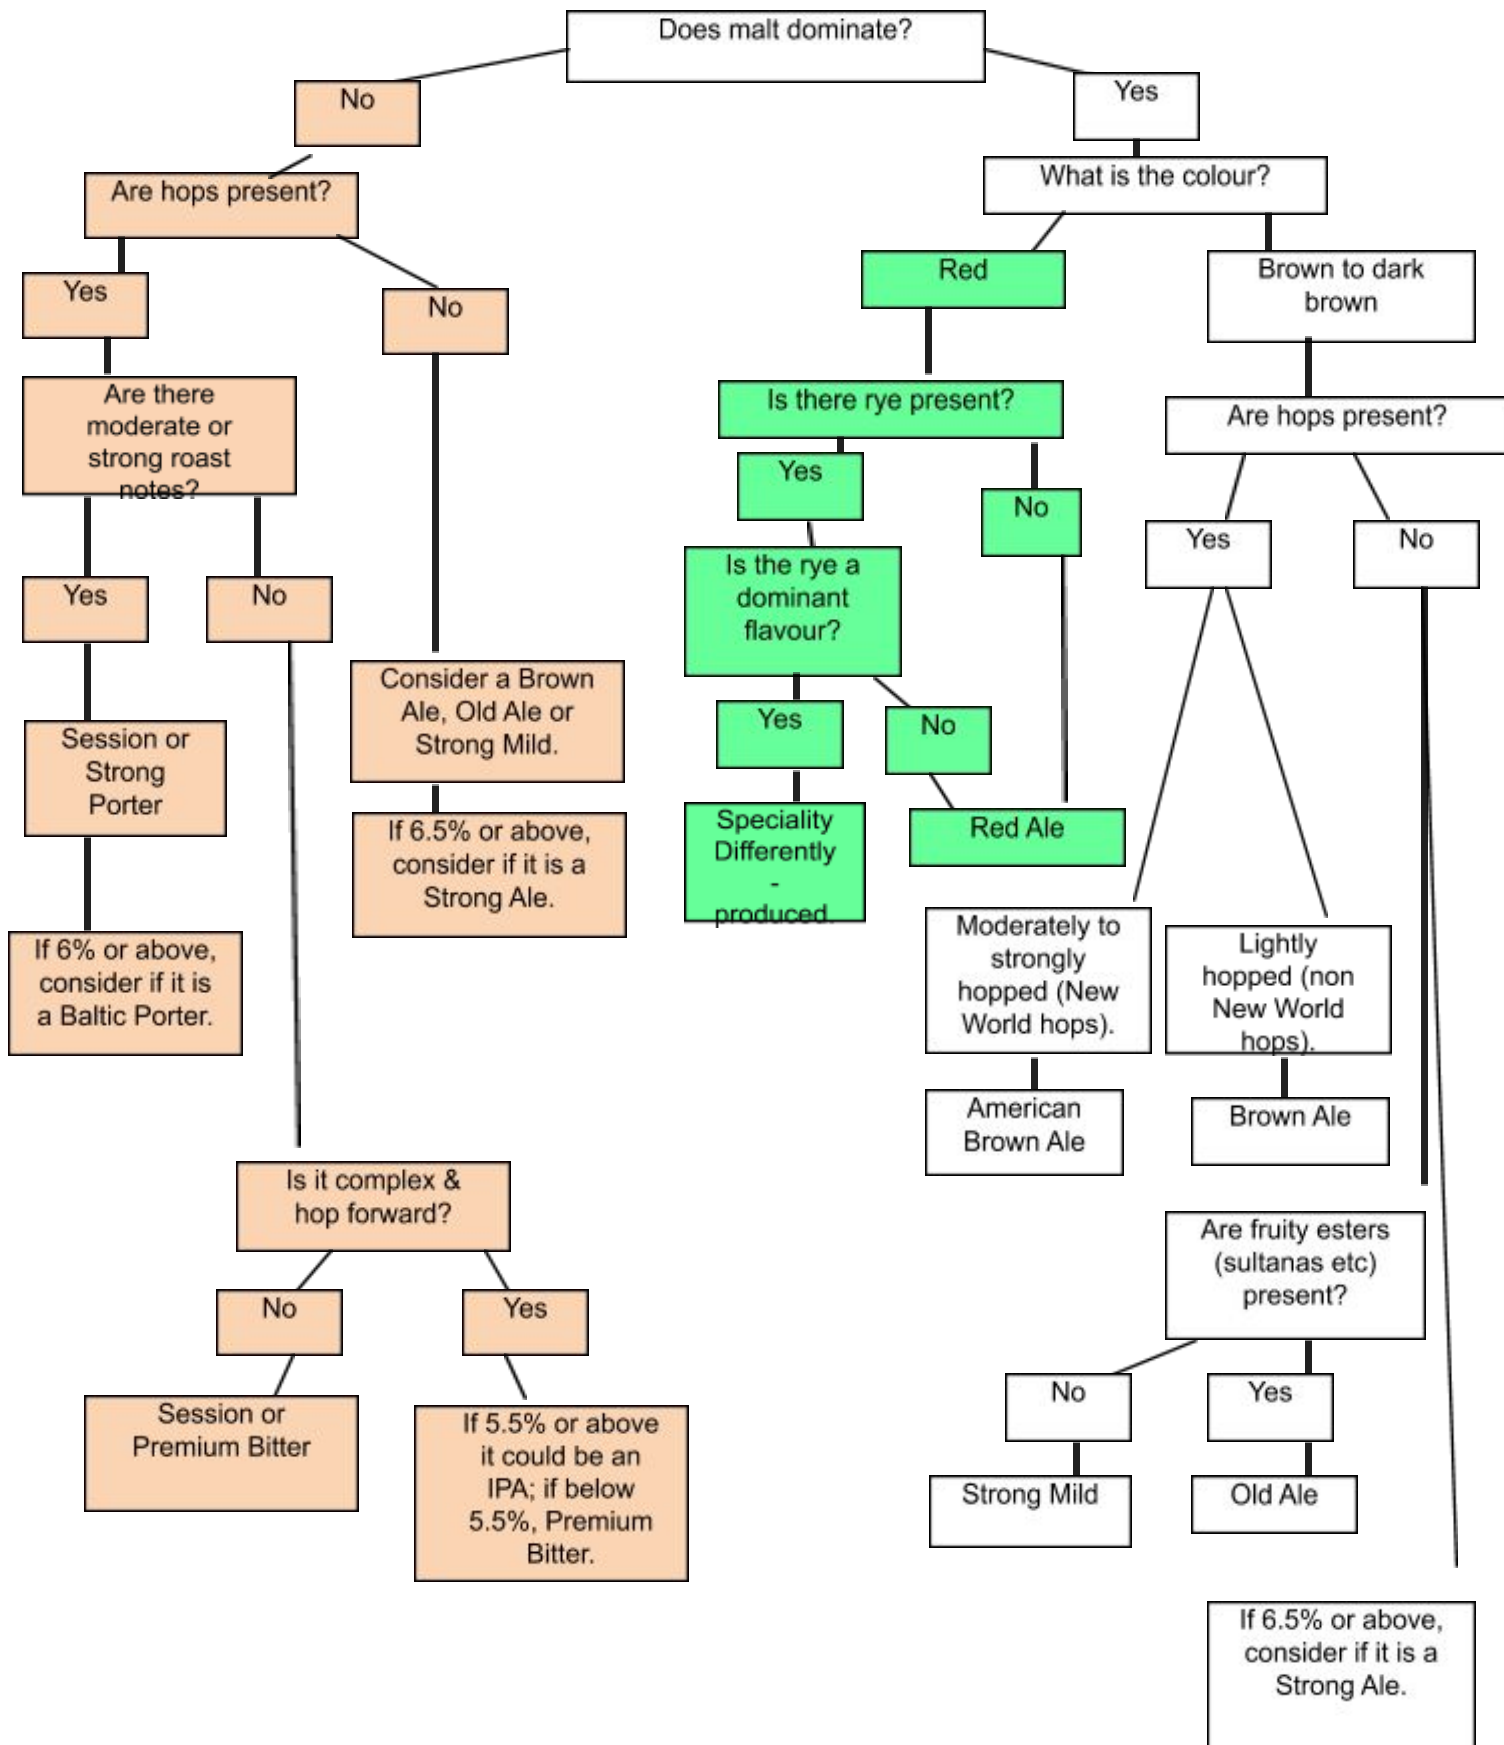 Does malt dominate?
No
Yes
Are hops present?
What is the colour?
Yes
No
Red
Brown to dark
brown
Are there
moderate or
strong roast
notes?
Is there rye present?
Are hops present?
Yes
No
Yes
No
Yes
No
Is the rye a
dominant
flavour?
Session or
Strong
Porter
Consider a Brown
Ale, Old Ale or
Strong Mild.
Yes
No
If 6.5% or above,
consider if it is a
Strong Ale.
Speciality
Differently
-
produced.
Red Ale
If 6% or above,
consider if it is
a Baltic Porter.
Moderately to
strongly
hopped (New
World hops).
Lightly
hopped (non
New World
hops).
American
Brown Ale
Brown Ale
Is it complex &
hop forward?
Are fruity esters
(sultanas etc)
present?
No
Yes
No
Yes
Session or
Premium Bitter
If 5.5% or above
it could be an
IPA; if below
5.5%, Premium
Bitter.
Strong Mild
Old Ale
If 6.5% or above,
consider if it is a
Strong Ale.